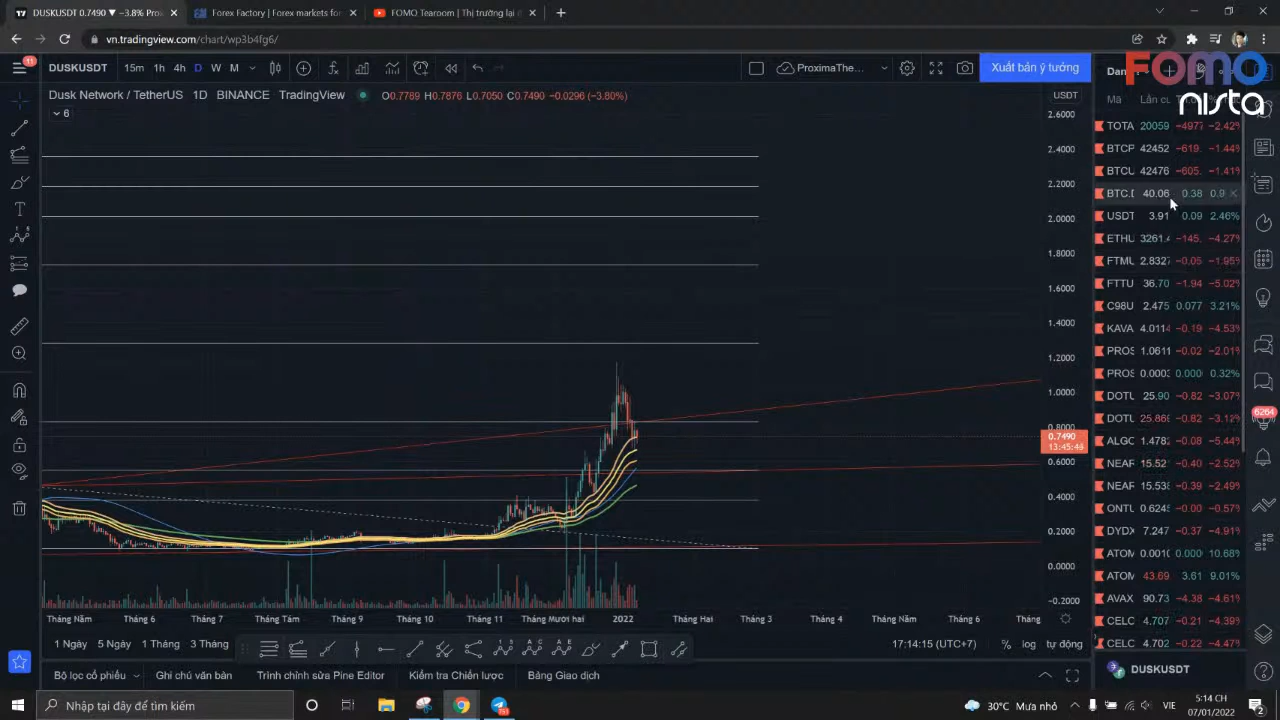 DUSKUSDT 0.7490 ▼ −3.8% Pro
Forex Factory | Forex markets for
FOMO Tearoom | Thị trường lại đ
vn.tradingview.com/chart/wp3b4fg6/
11
DUSKUSDT 15m 1h 4h D W M
ProximaThe...
Xuất bản ý tưởng
FOMO
nista
Dusk Network / TetherUS 1D BINANCE TradingView O0.7789 H0.7876 L0.7050 C0.7490 −0.0296 (−3.80%)
6
USDT
2.6000
2.4000
2.2000
2.0000
1.8000
1.6000
1.4000
1.2000
1.0000
0.8000
0.7490
13:45:43
0.6000
0.4000
0.2000
0.0000
−0.2000
Tháng Năm Tháng 6 Tháng 7 Tháng Tám Tháng 9 Tháng 10 Tháng 11 Tháng Mười hai 2022 Tháng Hai Tháng 3 Tháng 4 Tháng Năm Tháng 6 Tháng
1 Ngày 5 Ngày 1 Tháng 3 Tháng
17:14:15 (UTC+7) % log tự động
Bộ lọc cổ phiếu Ghi chú văn bản Trình chỉnh sửa Pine Editor Kiểm tra Chiến lược Bảng Giao dịch
Mã Lần cu
TOTA 20059 −4977 −2.42%
BTCP 42452 −619. −1.44%
BTCU 42476 −605. −1.41%
BTC.D 40.06 0.38 0.9
USDT 3.91 0.09 2.46%
ETHU 3261.4 −145. −4.27%
FTMU 2.8327 −0.05 −1.95%
FTTU 36.70 −1.94 −5.02%
C98U 2.475 0.077 3.21%
KAVA 4.0114 −0.19 −4.53%
PROS 1.0611 −0.02 −2.01%
PROS 0.0003 0.000 0.32%
DOTU 25.90 −0.82 −3.07%
DOTU 25.869 −0.82 −3.12%
ALGC 1.4782 −0.08 −5.44%
NEAR 15.52 −0.40 −2.52%
NEAR 15.538 −0.39 −2.49%
ONTU 0.6245 −0.00 −0.57%
DYDX 7.247 −0.37 −4.91%
ATOM 0.0010 0.000 10.68%
ATOM 43.69 3.61 9.01%
AVAX 90.73 −4.38 −4.61%
CELC 4.707 −0.21 −4.39%
CELC 4.702 −0.22 −4.47%
6264
DUSKUSDT
Nhập tại đây để tìm kiếm
30°C Mưa nhỏ
VIE
5:14 CH
07/01/2022
2